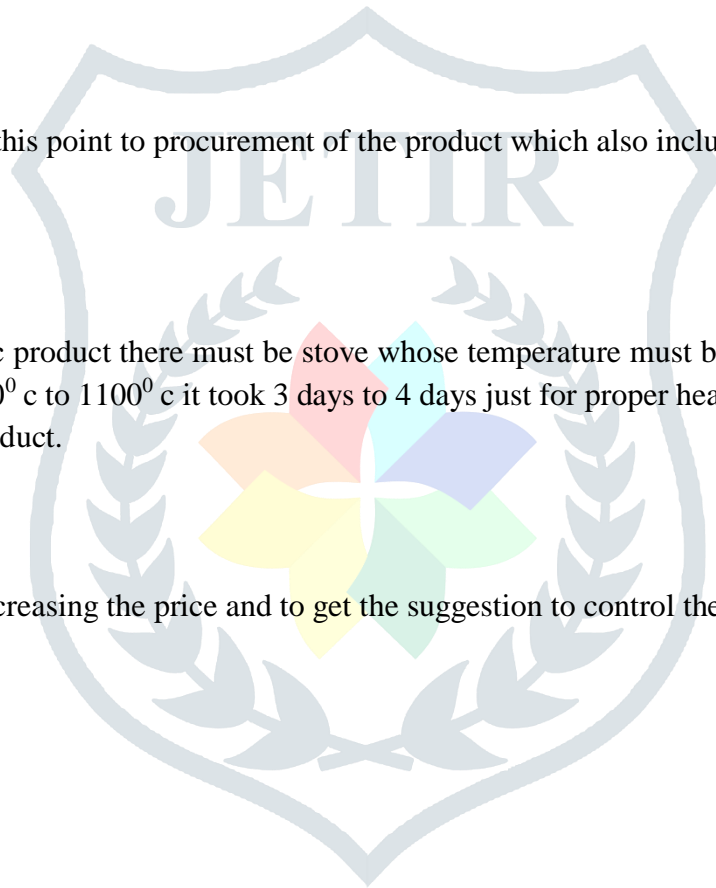 JETIR
this point to procurement of the product which also inclu
c product there must be stove whose temperature must b
0⁰ c to 1100⁰ c it took 3 days to 4 days just for proper hea
duct.
creasing the price and to get the suggestion to control the